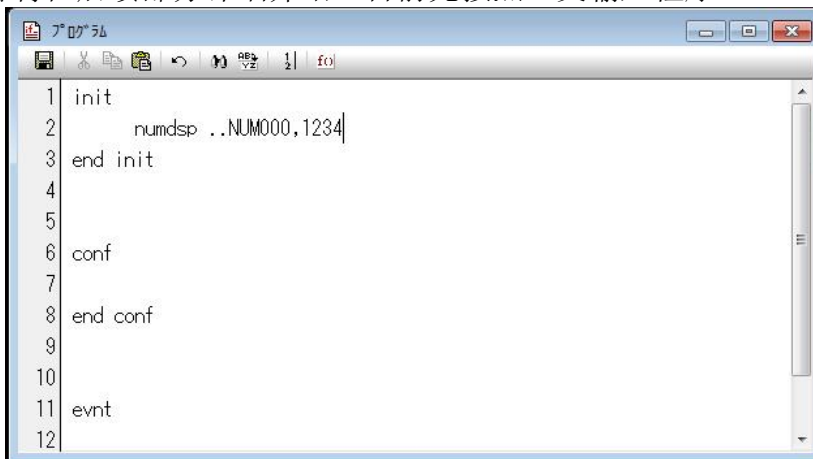 プログラム
1 init
2 numdsp ..NUM000,1234
3 end init
4
5
6 conf
7
8 end conf
9
10
11 evnt
12